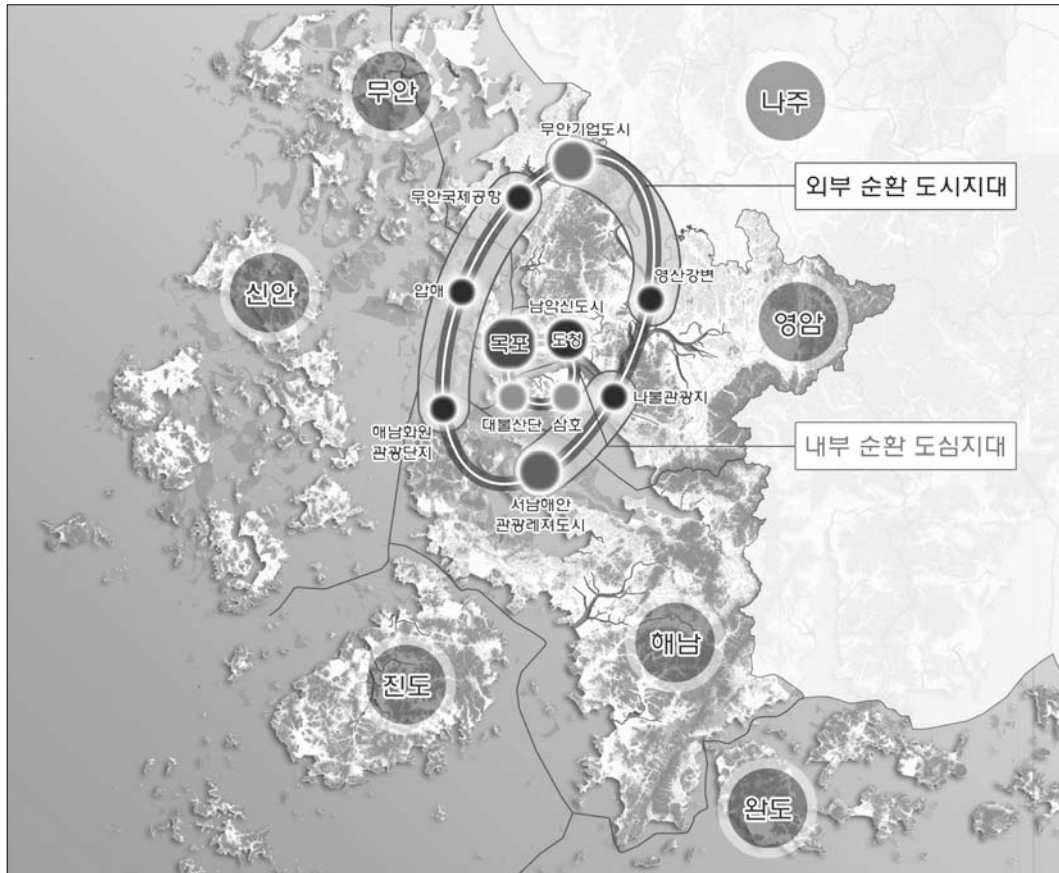 무안
나주
무안기업도시
외부 순환 도시지대
무안국제공항
신안
압해
영산강변
남악신도시
영암
목포
도청
나불관광지
대불산단
삼호
해남화원
관광단지
내부 순환 도심지대
서남해안
관광레져도시
해남
진도
완도